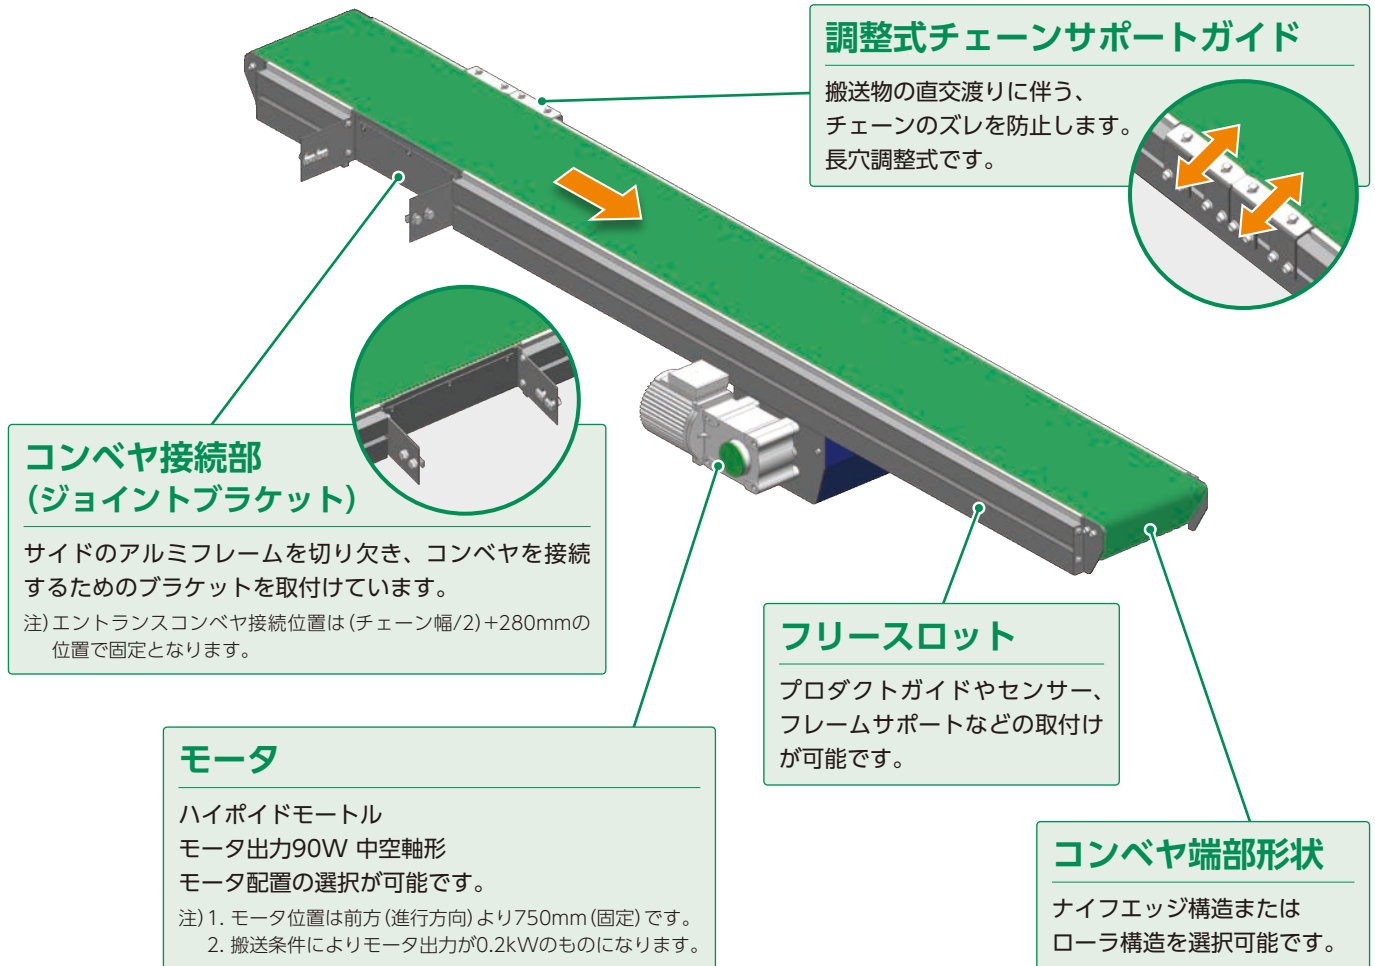 調整式チェーンサポートガイド
搬送物の直交渡りに伴う、
チェーンのズレを防止します。
長穴調整式です。
コンベヤ接続部
（ジョイントブラケット）
サイドのアルミフレームを切り欠き、コンベヤを接続
するためのブラケットを取付けています。
注）エントランスコンベヤ接続位置は（チェーン幅/2）+280mmの
位置で固定となります。
フリースロット
プロダクトガイドやセンサー、
フレームサポートなどの取付け
が可能です。
モータ
ハイポイドモートル
モータ出力90W 中空軸形
モータ配置の選択が可能です。
注）1. モータ位置は前方（進行方向）より750mm（固定）です。
2. 搬送条件によりモータ出力が0.2kWのものになります。
コンベヤ端部形状
ナイフエッジ構造または
ローラ構造を選択可能です。